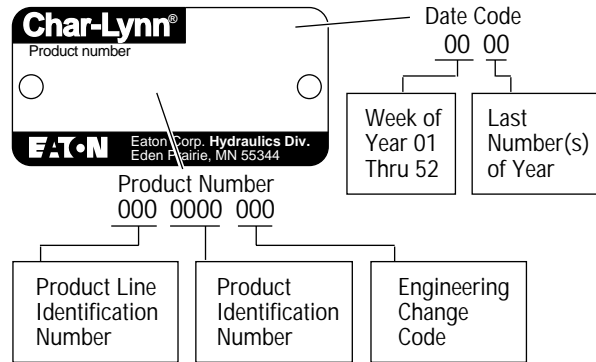 Char-Lynn®
Product number
EATON Eaton Corp. Hydraulics Div.
Eden Prairie, MN 55344
Date Code
00 00
Week of
Year 01
Thru 52
Last
Number(s)
of Year
Product Number
000 0000 000
Product Line
Identification
Number
Product
Identification
Number
Engineering
Change
Code